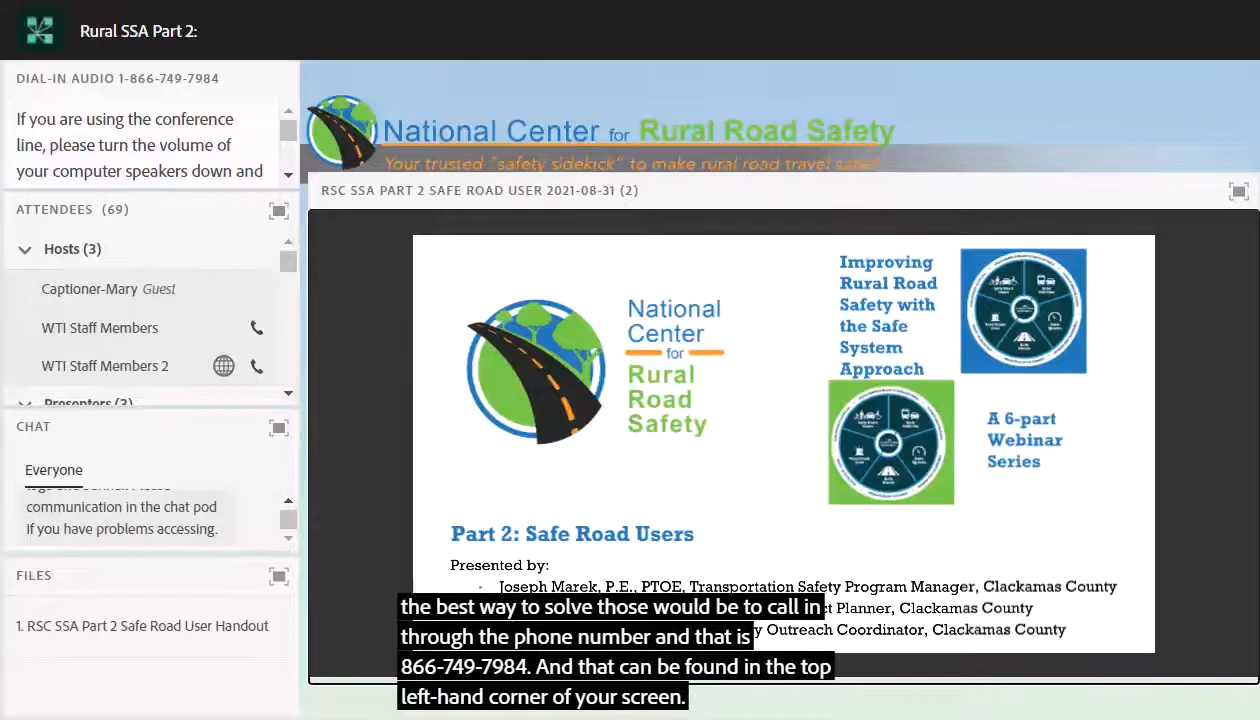 Rural SSA Part 2:
DIAL-IN AUDIO 1-866-749-7984
If you are using the conference
line, please turn the volume of
your computer speakers down and
ATTENDEES (69)
Hosts (3)
Captioner-Mary Guest
WTI Staff Members
WTI Staff Members 2
Presenters (3)
CHAT
Everyone
communication in the chat pod
if you have problems accessing.
FILES
1. RSC SSA Part 2 Safe Road User Handout
National Center for Rural Road Safety
Your trusted "safety sidekick" to make rural road travel safer!
RSC SSA PART 2 SAFE ROAD USER 2021-08-31 (2)
National
Center
for
Rural
Road
Safety
Improving
Rural Road
Safety with
the Safe
System
Approach
A 6-part
Webinar
Series
Part 2: Safe Road Users
Presented by:
Joseph Marek, P.E., PTOE, Transportation Safety Program Manager, Clackamas County
ct Planner, Clackamas County
y Outreach Coordinator, Clackamas County
the best way to solve those would be to call in
through the phone number and that is
866-749-7984. And that can be found in the top
left-hand corner of your screen.